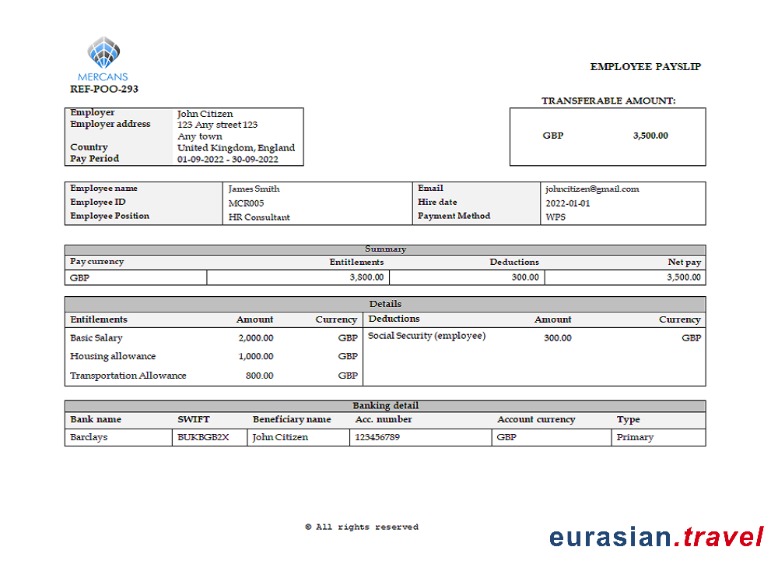 MERCANS
REF-POO-293
EMPLOYEE PAYSLIP
TRANSFERABLE AMOUNT:
GBP 3,500.00
Employer John Citizen
Employer address 123 Any street 123
Any town
Country United Kingdom, England
Pay Period 01-09-2022 - 30-09-2022
Employee name James Smith Email johncitizen@gmail.com
Employee ID MCR005 Hire date 2022-01-01
Employee Position HR Consultant Payment Method WPS
Summary
Pay currency Entitlements Deductions Net pay
GBP 3,800.00 300.00 3,500.00
Details
Entitlements Amount Currency Deductions Amount Currency
Basic Salary 2,000.00 GBP Social Security (employee) 300.00 GBP
Housing allowance 1,000.00 GBP
Transportation Allowance 800.00 GBP
Banking detail
Bank name SWIFT Beneficiary name Acc. number Account currency Type
Barclays BUKBGB2X John Citizen 123456789 GBP Primary
© All rights reserved
eurasian.travel